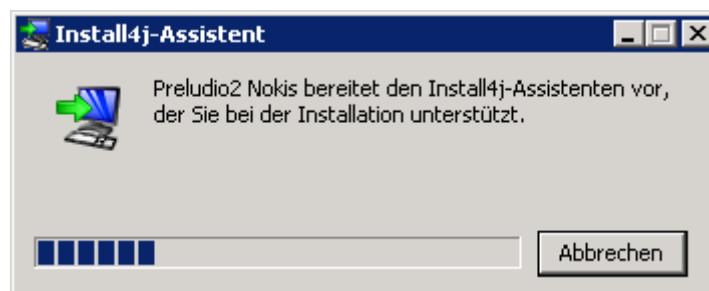 Install4j-Assistent
Preludio2 Nokis bereitet den Install4j-Assistenten vor,
der Sie bei der Installation unterstützt.
Abbrechen